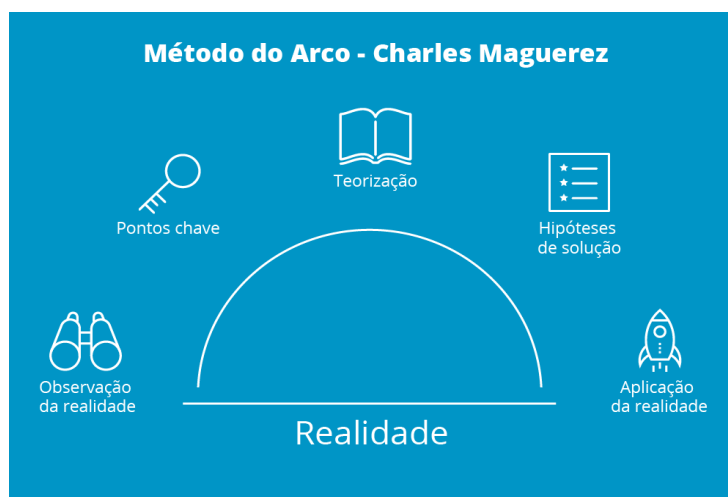 Método do Arco - Charles Maguerez
Teorização
Pontos chave
Hipóteses
de solução
Observação
da realidade
Aplicação
da realidade
Realidade